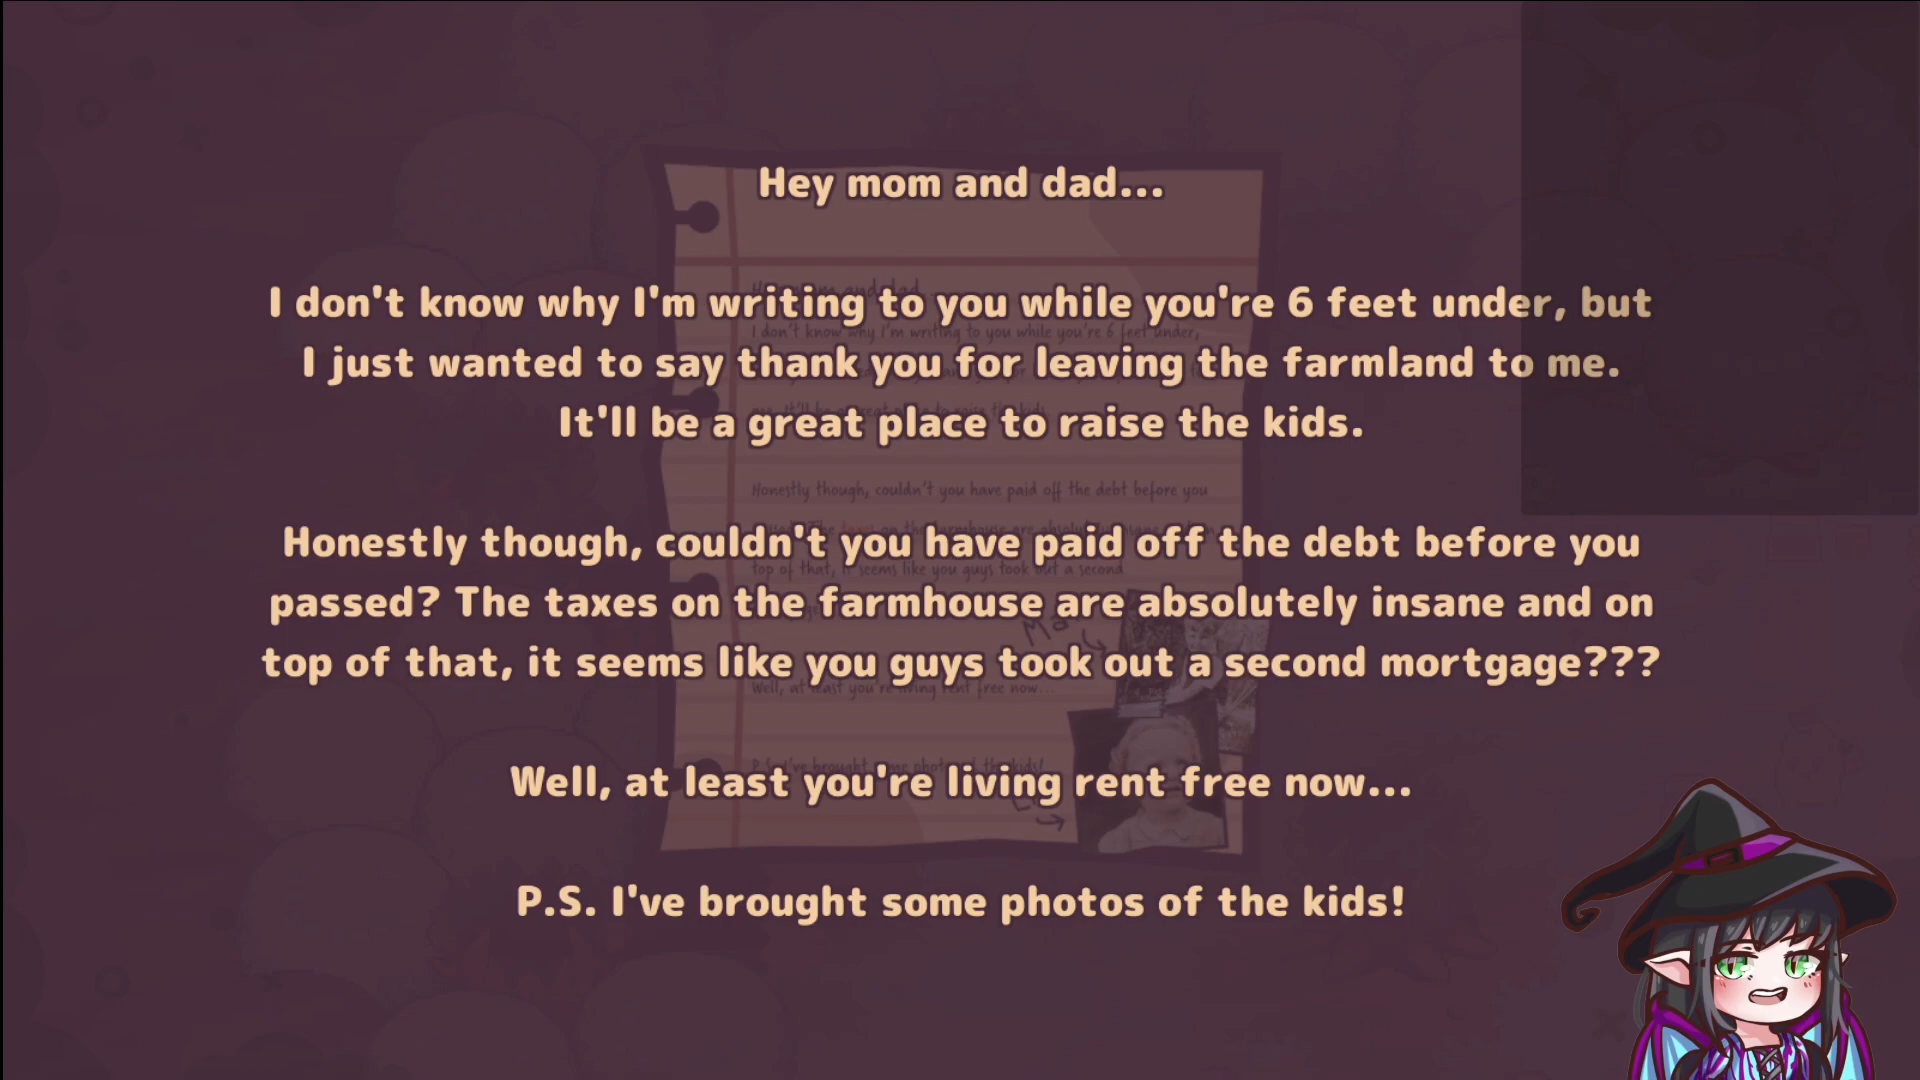 Hey mom and dad...
I don't know why I'm writing to you while you're 6 feet under, but
I just wanted to say thank you for leaving the farmland to me.
It'll be a great place to raise the kids.
Honestly though, couldn't you have paid off the debt before you
passed? The taxes on the farmhouse are absolutely insane and on
top of that, it seems like you guys took out a second mortgage???
Well, at least you're living rent free now...
P.S. I've brought some photos of the kids!